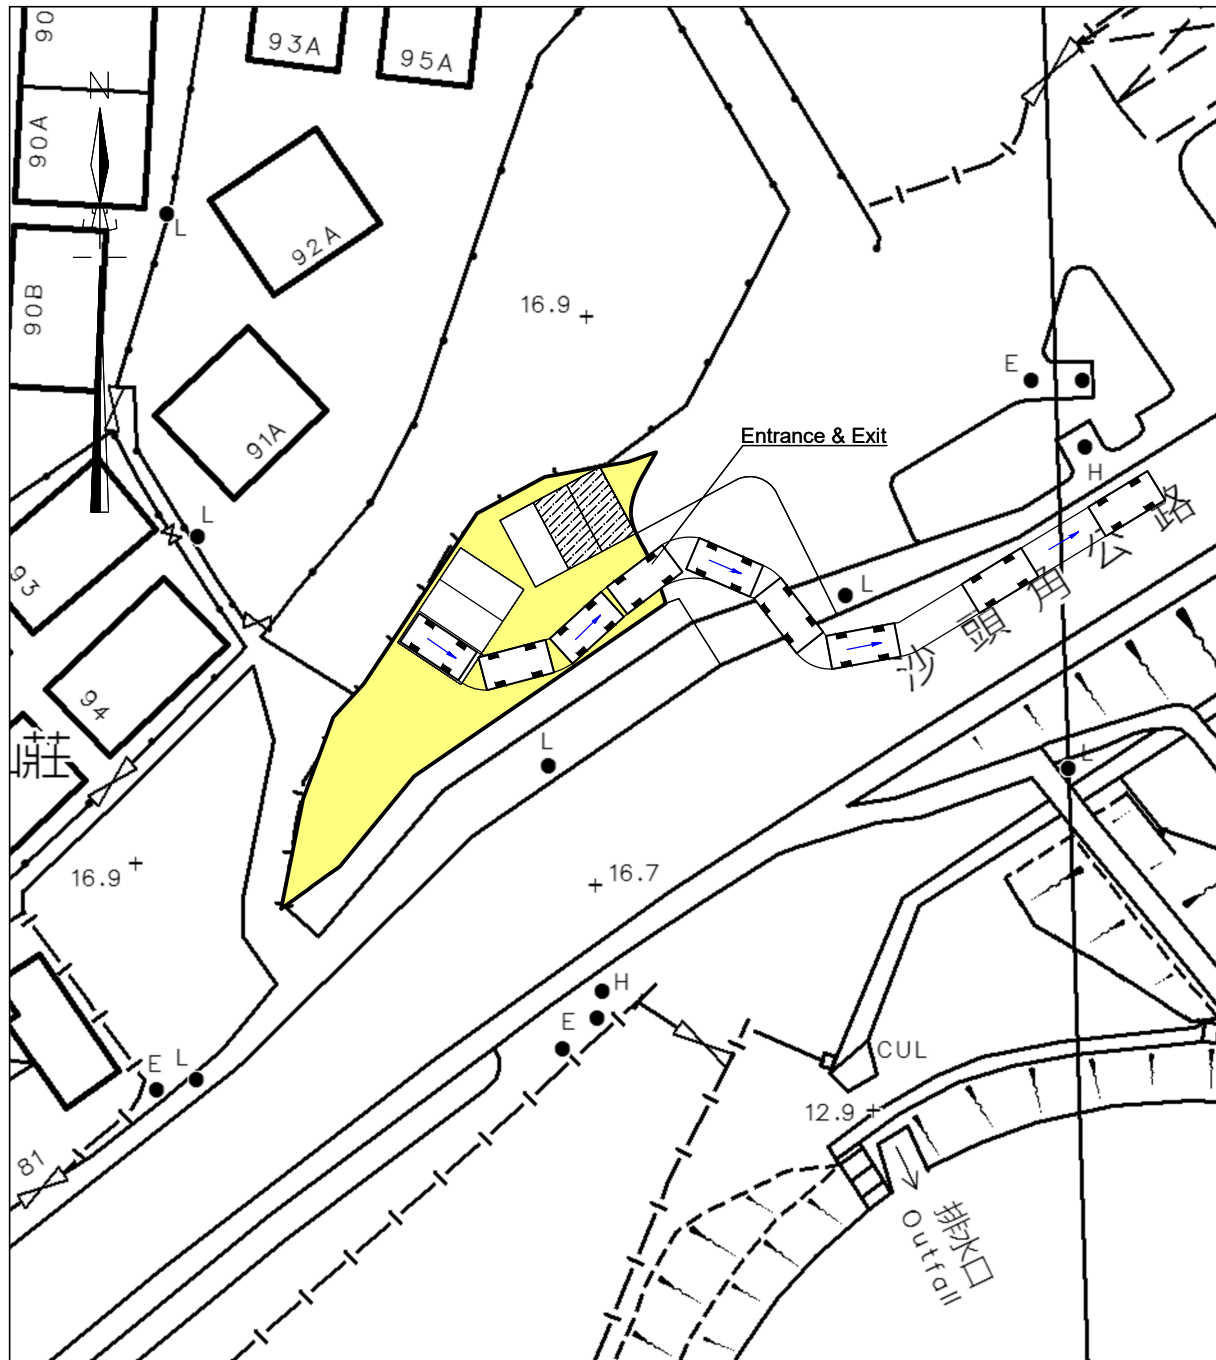 90
93A
95A
N
90A
L
92A
90B
16.9
E
91A
Entrance & Exit
H
L
93
L
沙頭角公路
94
L
L
莊
16.9
16.7
H
E
E
L
CUL
12.9
81
排水口
Outfall